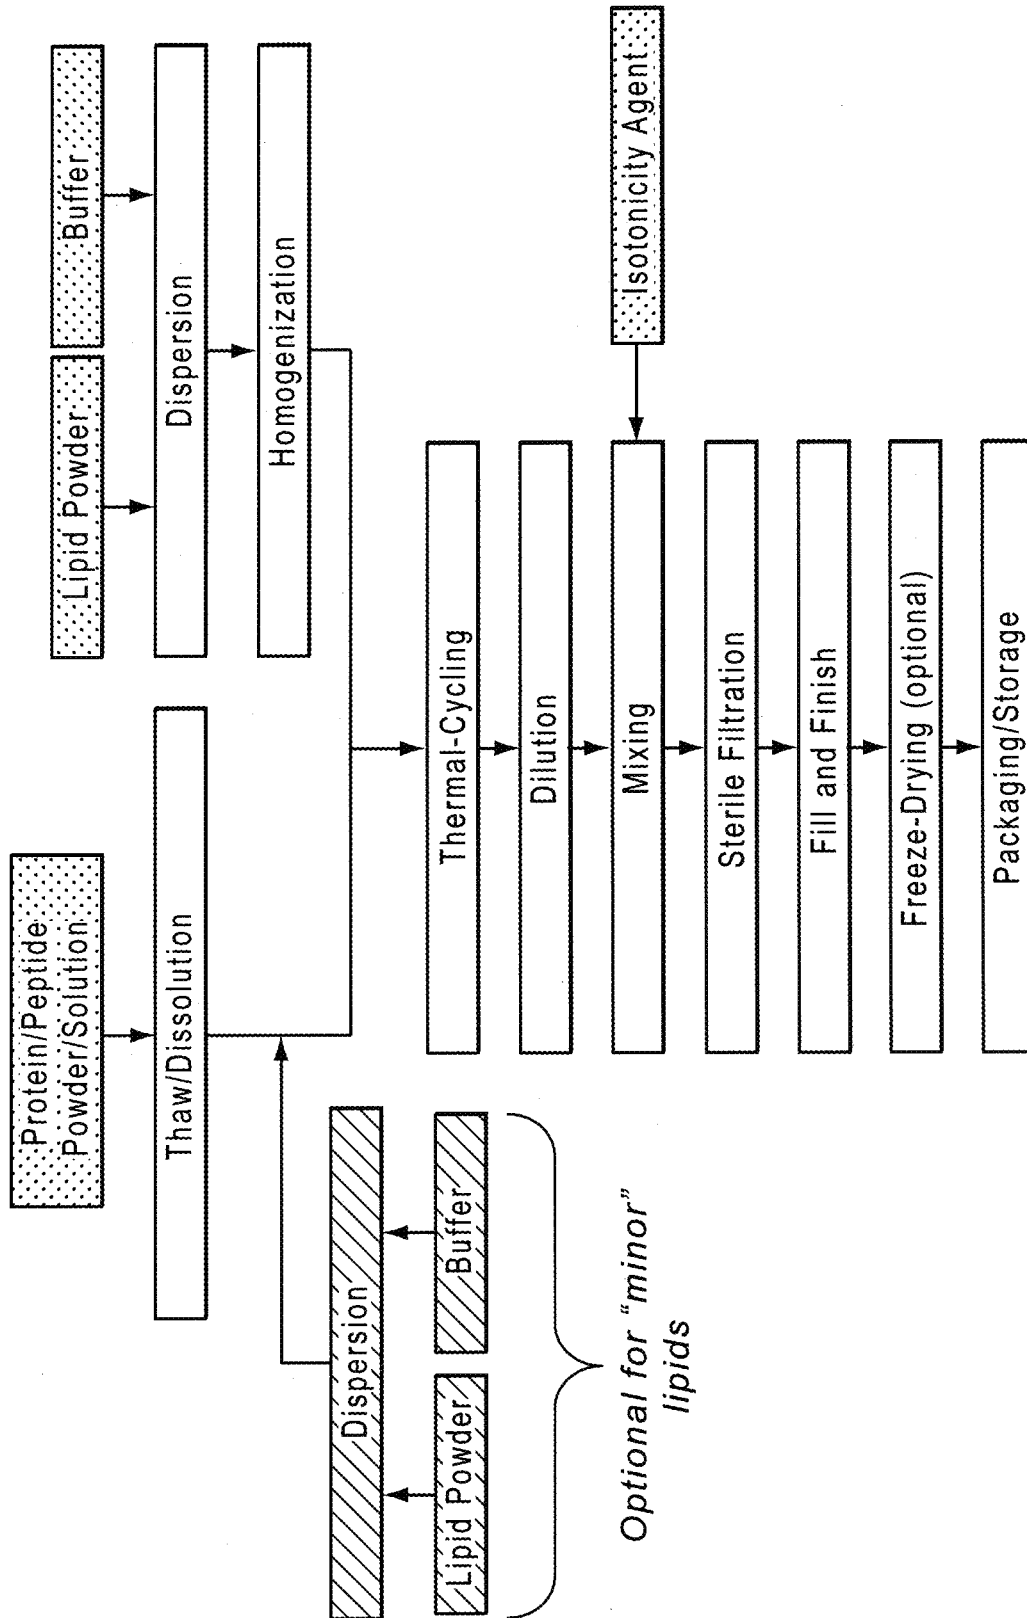 Protein/Peptide
Powder/Solution
Lipid Powder
Buffer
Thaw/Dissolution
Dispersion
Homogenization
Dispersion
Lipid Powder
Buffer
Optional for “minor”
lipids
Thermal-Cycling
Dilution
Mixing
Isotonicity Agent
Sterile Filtration
Fill and Finish
Freeze-Drying (optional)
Packaging/Storage